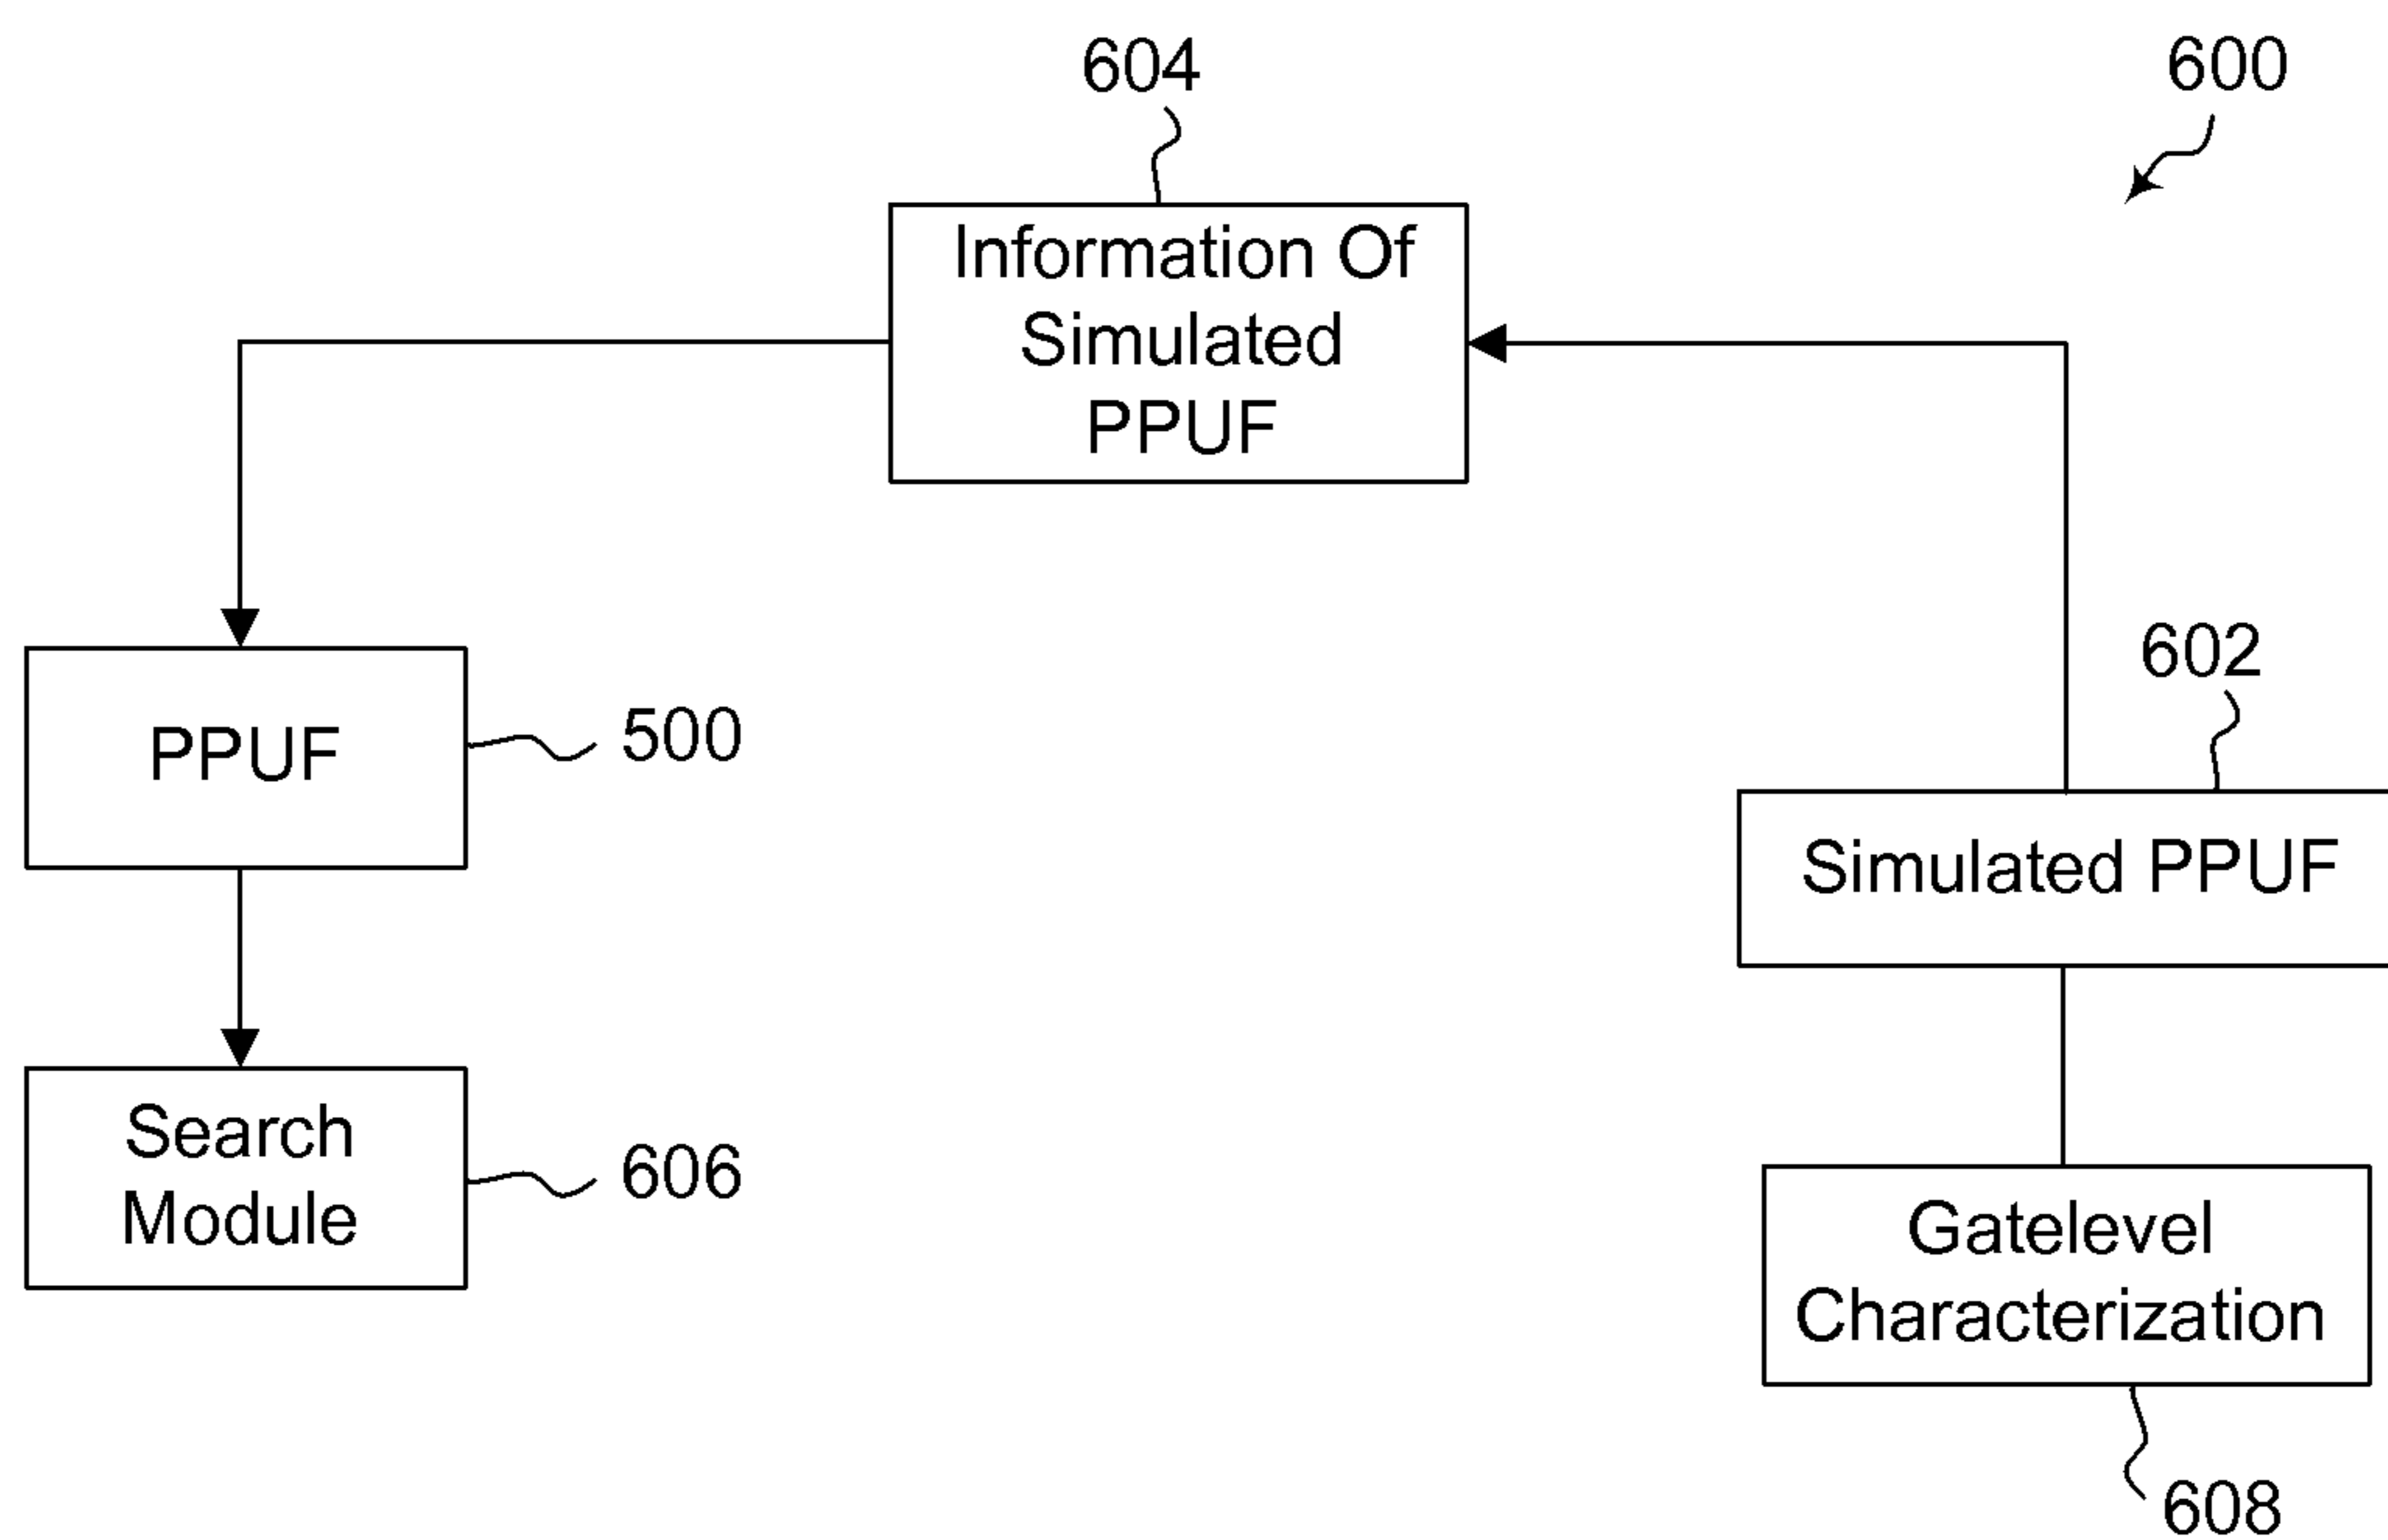 604
600
Information Of
Simulated
PPUF
602
PPUF
500
Simulated PPUF
Search
Module
606
Gatelevel
Characterization
608